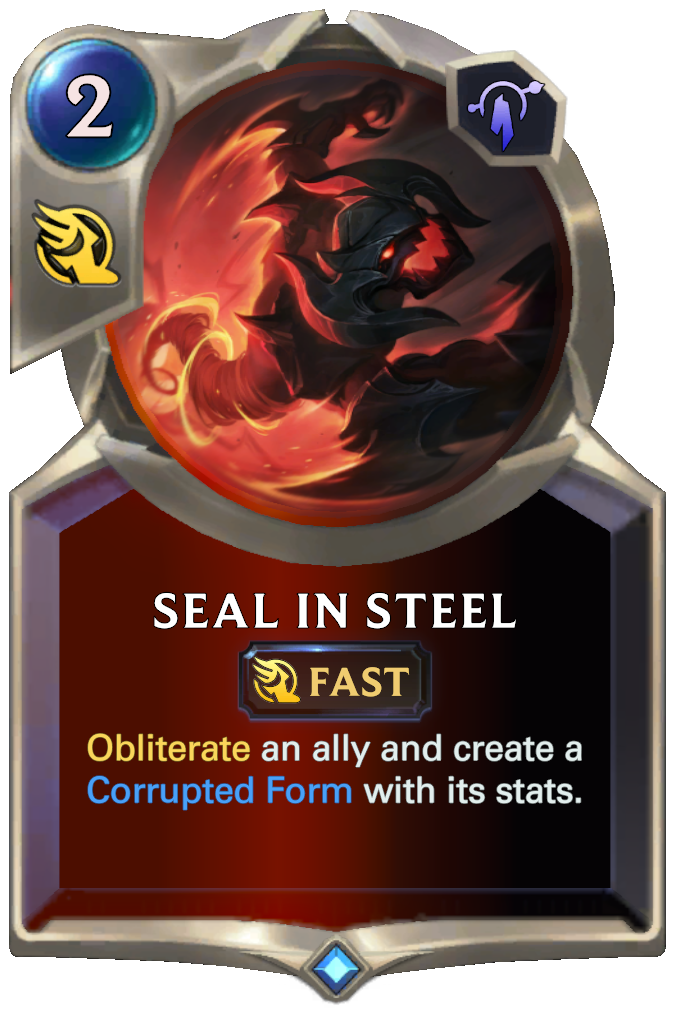 2
SEAL IN STEEL
FAST
Obliterate an ally and create a
Corrupted Form with its stats.